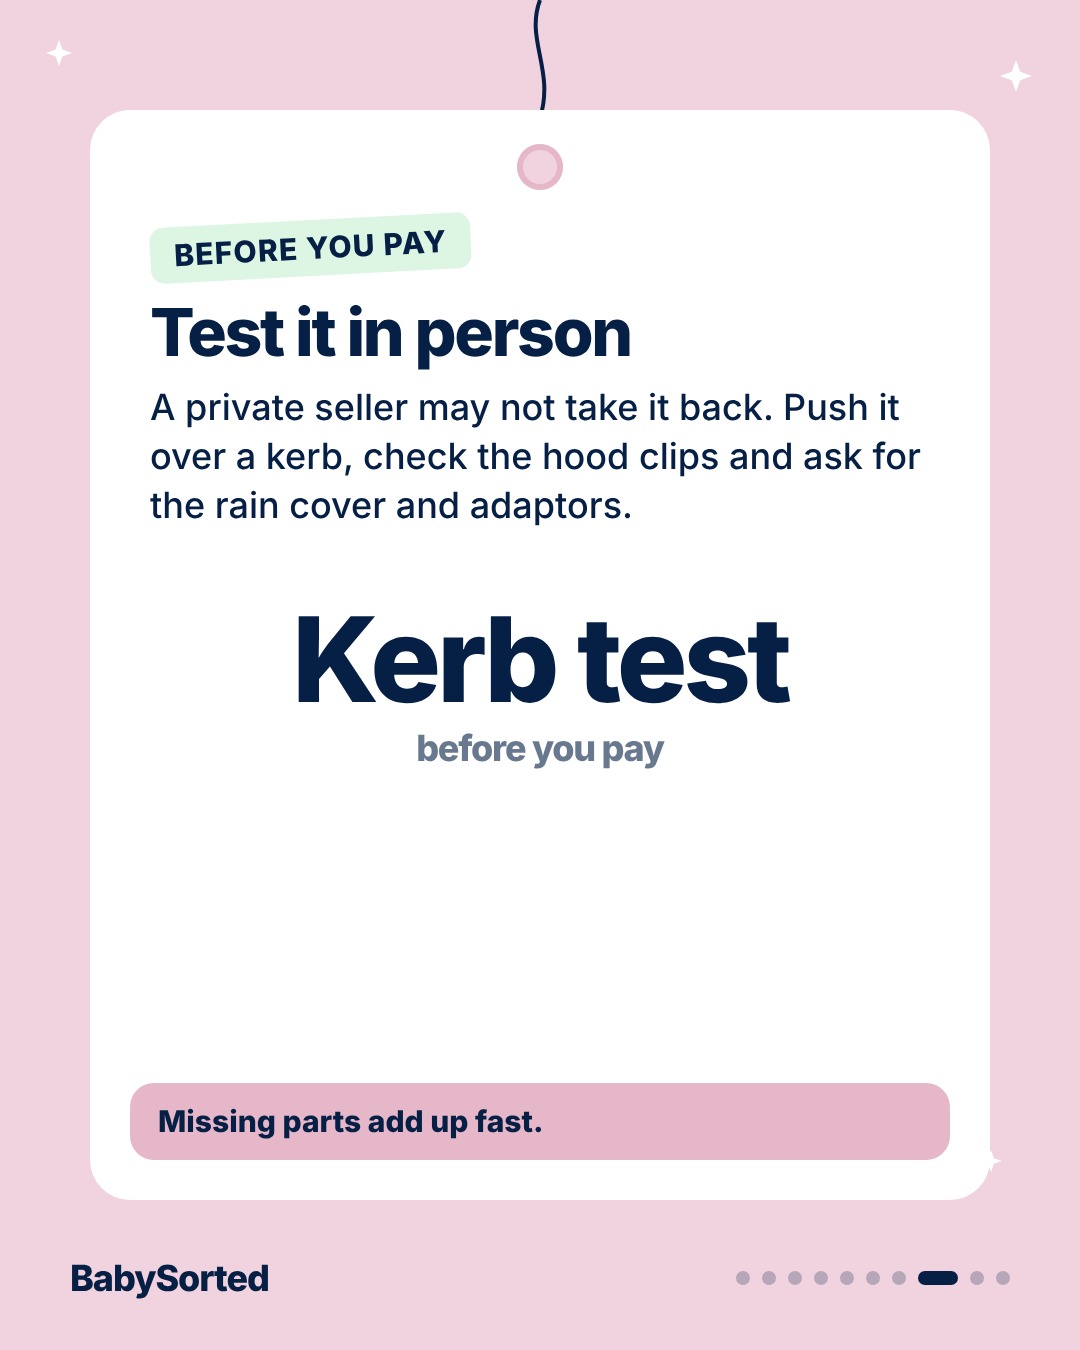 BEFORE YOU PAY
Test it in person
A private seller may not take it back. Push it
over a kerb, check the hood clips and ask for
the rain cover and adaptors.
Kerb test
before you pay
Missing parts add up fast.
BabySorted